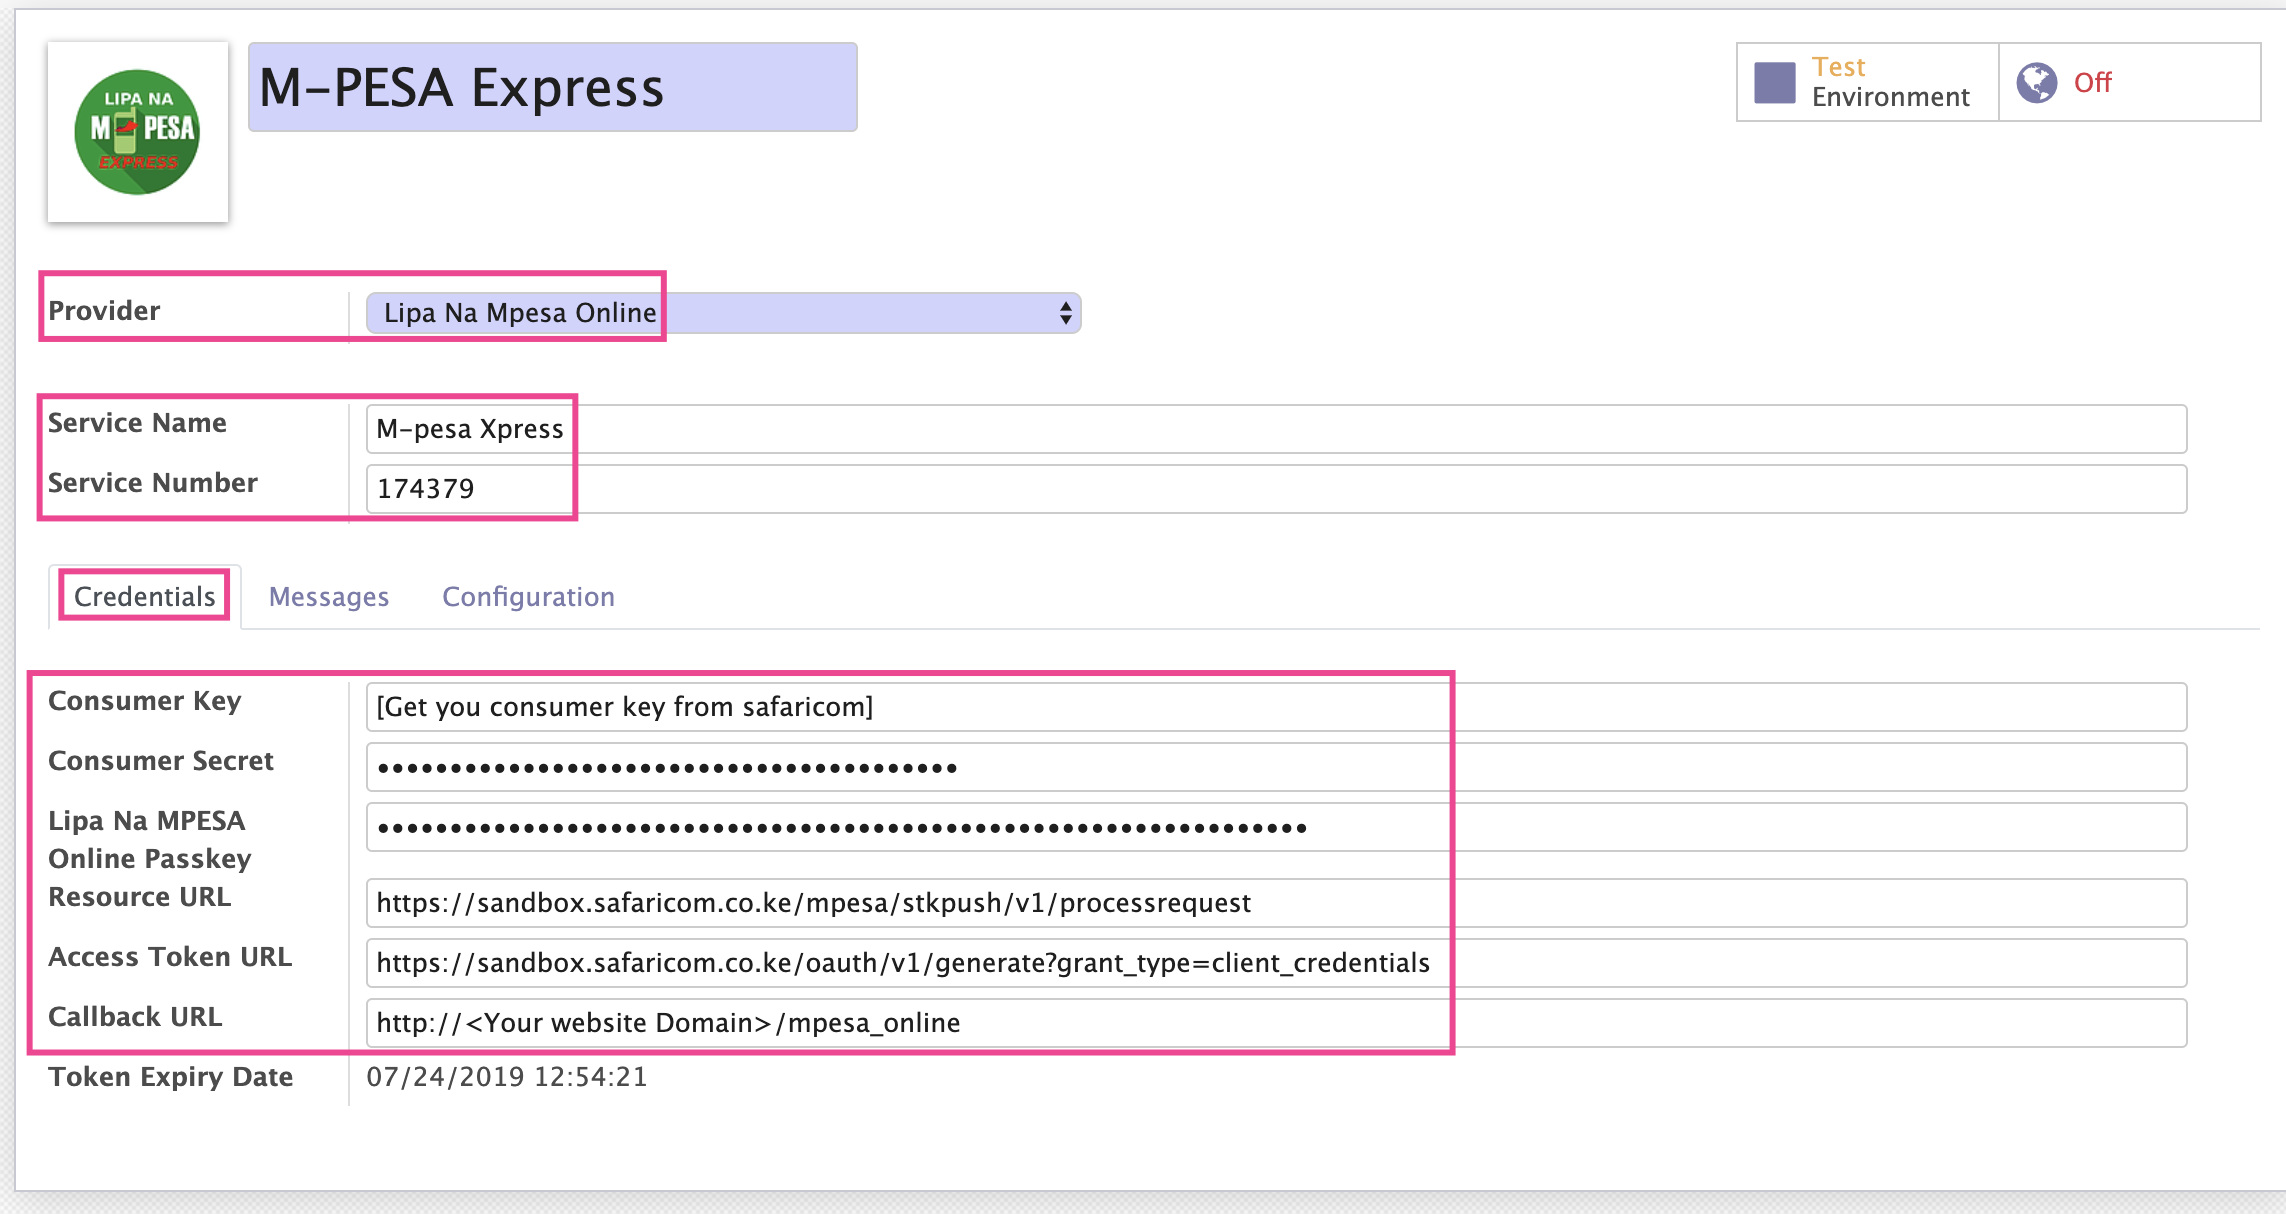 LIPA NA
M PESA
EXPRESS
M-PESA Express
Test
Environment
Off
Provider
Lipa Na Mpesa Online
Service Name
M-pesa Xpress
Service Number
174379
Credentials
Messages
Configuration
Consumer Key
[Get you consumer key from safaricom]
Consumer Secret
••••••••••••••••••••••••••••••••••••••••
Lipa Na MPESA
Online Passkey
••••••••••••••••••••••••••••••••••••••••••••••••••••••••••••••••
Resource URL
https://sandbox.safaricom.co.ke/mpesa/stkpush/v1/processrequest
Access Token URL
https://sandbox.safaricom.co.ke/oauth/v1/generate?grant_type=client_credentials
Callback URL
http://<Your website Domain>/mpesa_online
Token Expiry Date
07/24/2019 12:54:21